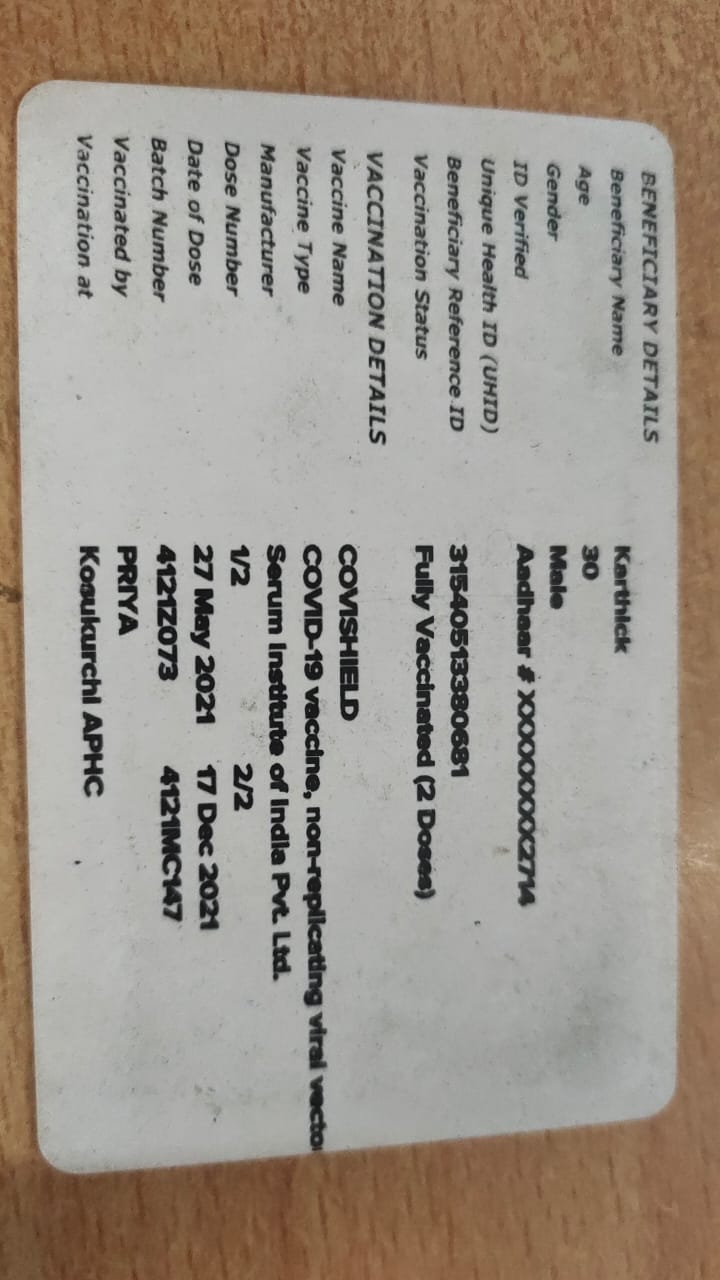 BENEFICIARY DETAILS
Beneficiary Name Karthick
Age 30
Gender Male
ID Verified Aadhaar # XXXXXXXXX2714
Unique Health ID (UHID)
Beneficiary Reference ID 31540513380681
Vaccination Status Fully Vaccinated (2 Doses)
VACCINATION DETAILS
Vaccine Name COVISHIELD
Vaccine Type COVID-19 vaccine, non-replicating viral vector
Manufacturer Serum Institute of India Pvt. Ltd.
Dose Number 1/2 2/2
Date of Dose 27 May 2021 17 Dec 2021
Batch Number 4121Z073 4121MC147
Vaccinated by PRIYA
Vaccination at Kosukurchi APHC